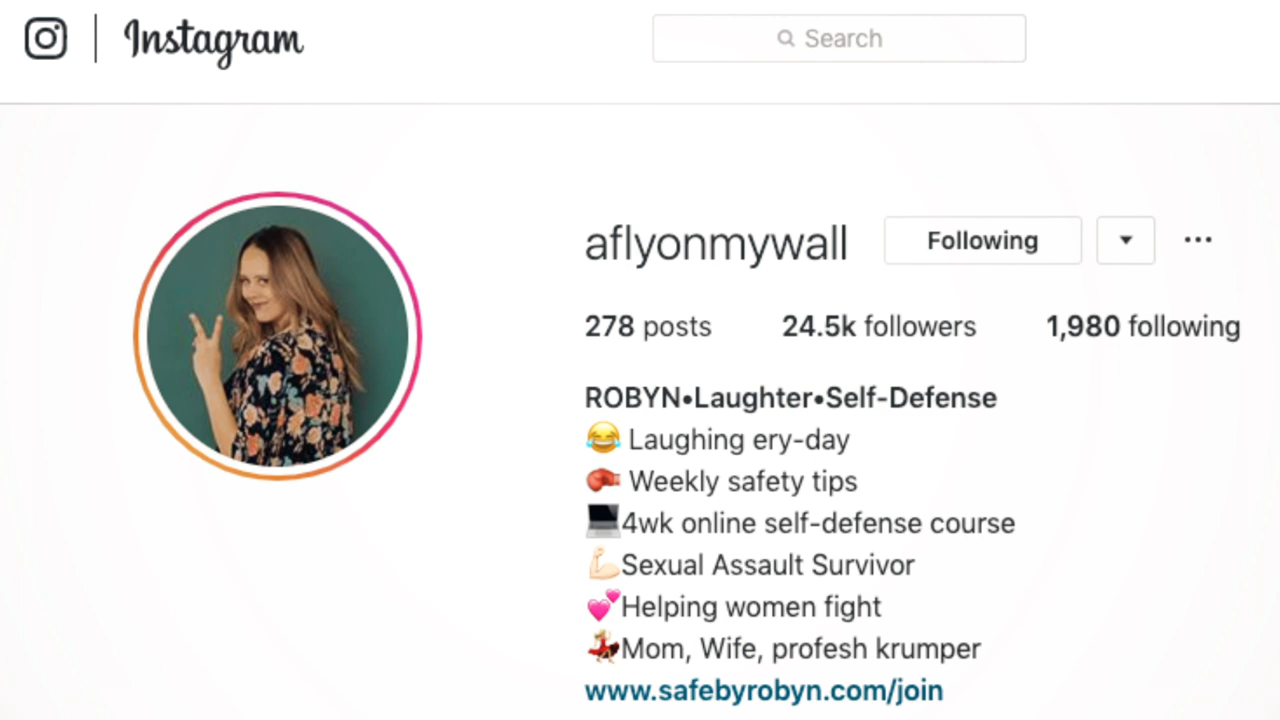 Instagram
Search
aflyonmywall Following
278 posts 24.5k followers 1,980 following
ROBYN•Laughter•Self-Defense
😂 Laughing ery-day
🥊 Weekly safety tips
💻4wk online self-defense course
💪🏻Sexual Assault Survivor
💕Helping women fight
💃🏼Mom, Wife, profesh krumper
www.safebyrobyn.com/join